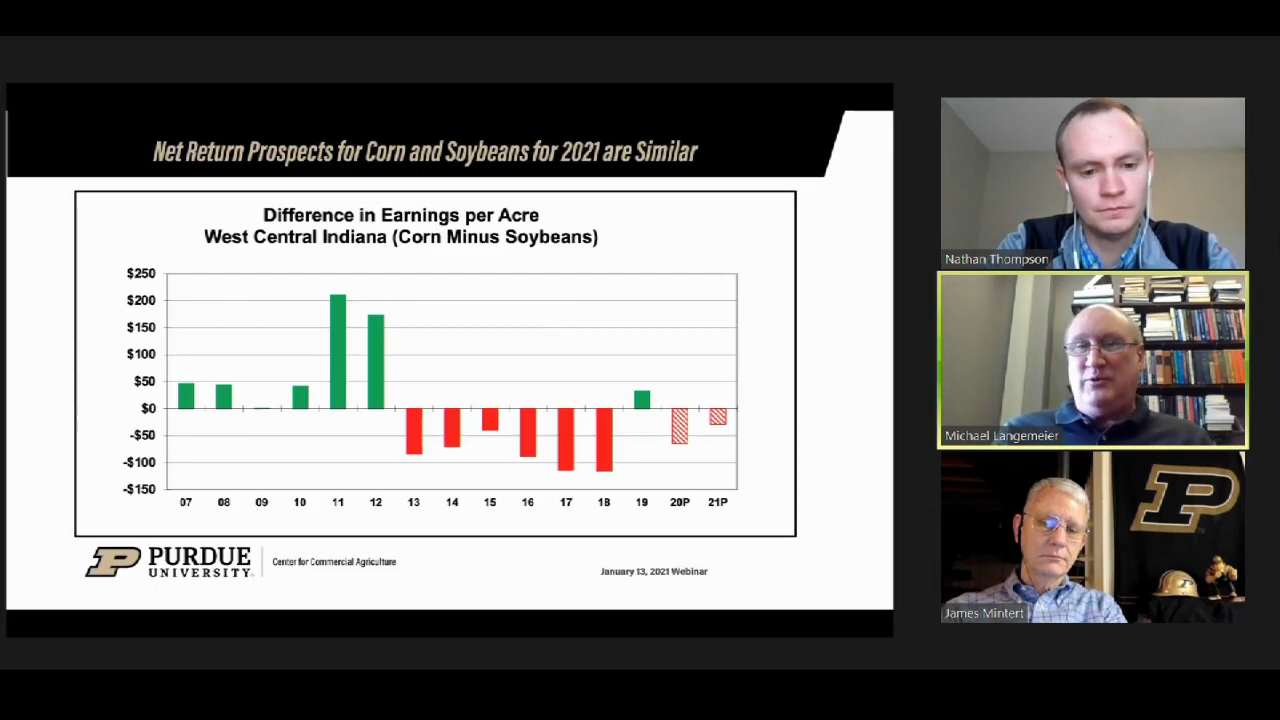 Net Return Prospects for Corn and Soybeans for 2021 are Similar
Difference in Earnings per Acre
West Central Indiana (Corn Minus Soybeans)
$250
$200
$150
$100
$50
$0
-$50
-$100
-$150
07 08 09 10 11 12 13 14 15 16 17 18 19 20P 21P
P PURDUE
UNIVERSITY
Center for Commercial Agriculture
January 13, 2021 Webinar
Nathan Thompson
Michael Langemeier
P
P
James Mintert